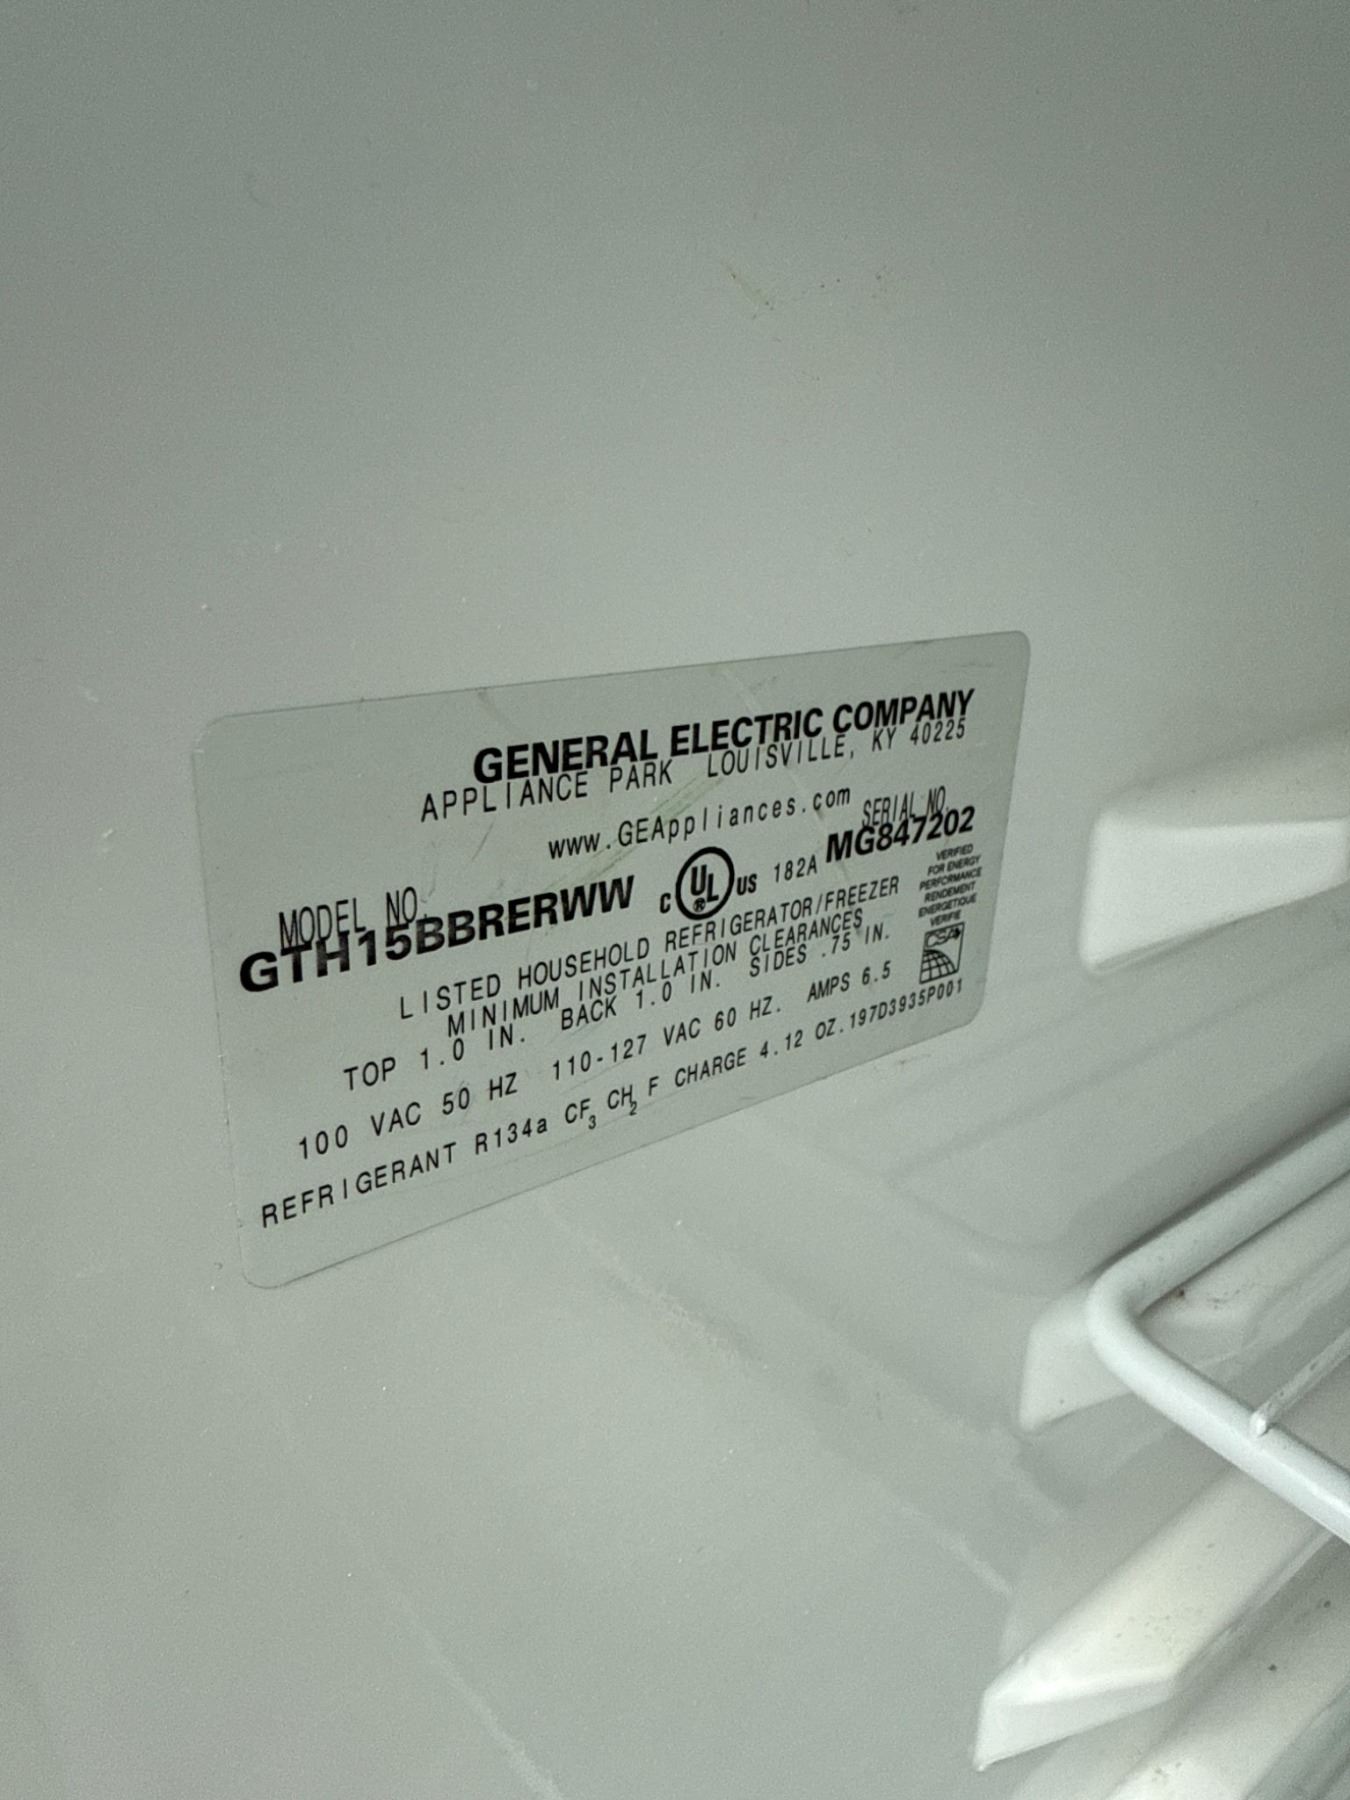 GENERAL ELECTRIC COMPANY
APPLIANCE PARK LOUISVILLE, KY 40225
www.GEAppliances.com
MODEL NO. SERIAL NO.
GTH15BBRERWW C UL ® US 182A MG847202
LISTED HOUSEHOLD REFRIGERATOR/FREEZER
MINIMUM INSTALLATION CLEARANCES
TOP 1.0 IN. BACK 1.0 IN. SIDES .75 IN.
100 VAC 50 HZ 110-127 VAC 60 HZ. AMPS 6.5
REFRIGERANT R134a CF3 CH2 F CHARGE 4.12 OZ. 197D3935P001
VERIFIED
FOR ENERGY
PERFORMANCE
RENDEMENT
ENERGETIQUE
VERIFIE
CSA